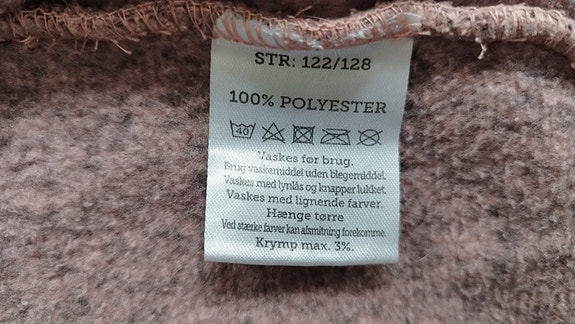 STR: 122/128
100% POLYESTER
40
Vaskes før brug.
Brug vaskemiddel uden blegemiddel.
Vaskes med lynlås og knapper lukket.
Vaskes med lignende farver.
Hænge tørre
Ved stærke farver kan afsmitning forekomme.
Krymp max. 3%.